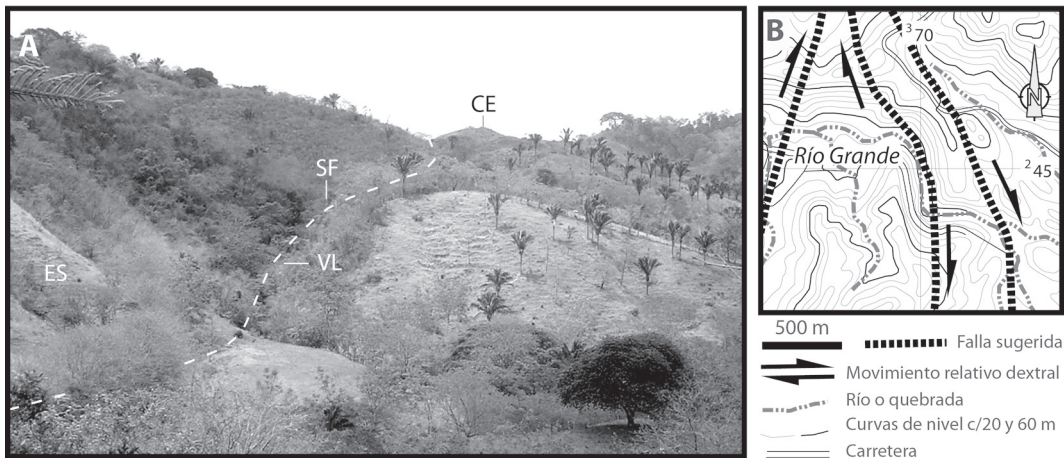 A
CE
SF
VL
ES
B
3 70
N
Río Grande
2 45
500 m
Falla sugerida
Movimiento relativo dextral
Río o quebrada
Curvas de nivel c/20 y 60 m
Carretera